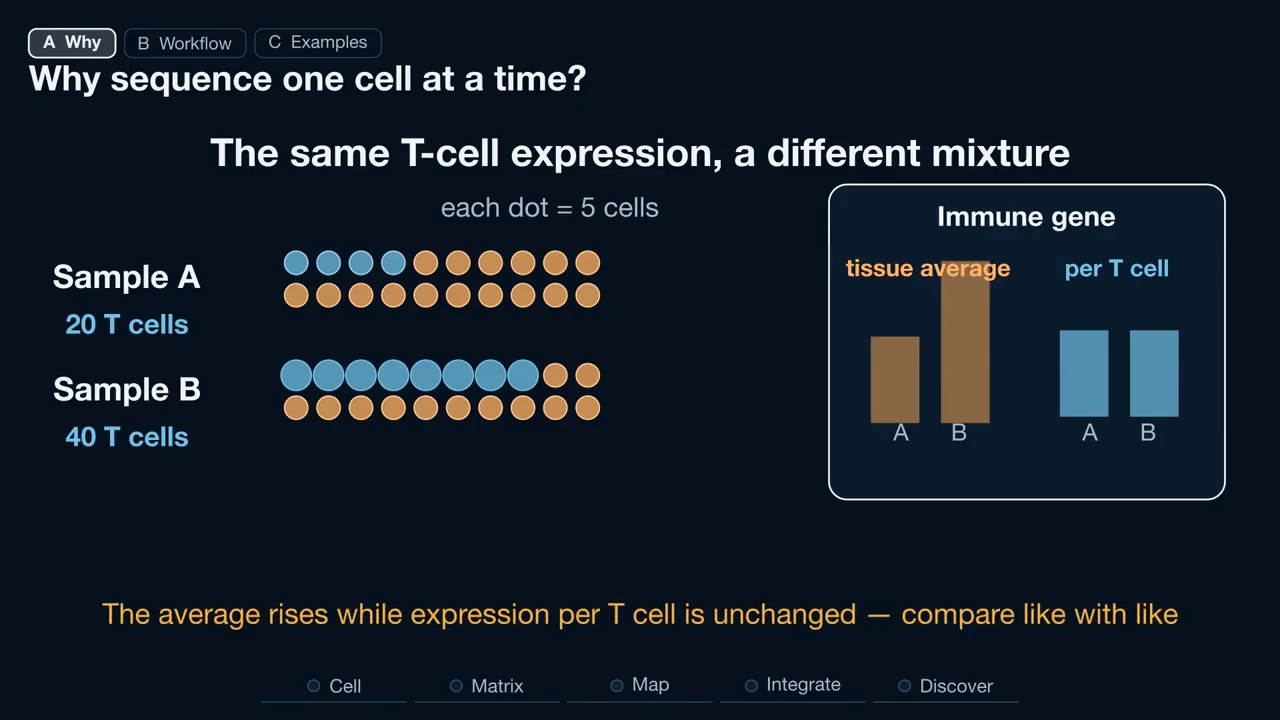 A Why
B Workflow
C Examples
Why sequence one cell at a time?
The same T-cell expression, a different mixture
each dot = 5 cells
Sample A
20 T cells
Sample B
40 T cells
Immune gene
tissue average
per T cell
A
B
A
B
The average rises while expression per T cell is unchanged — compare like with like
Cell
Matrix
Map
Integrate
Discover